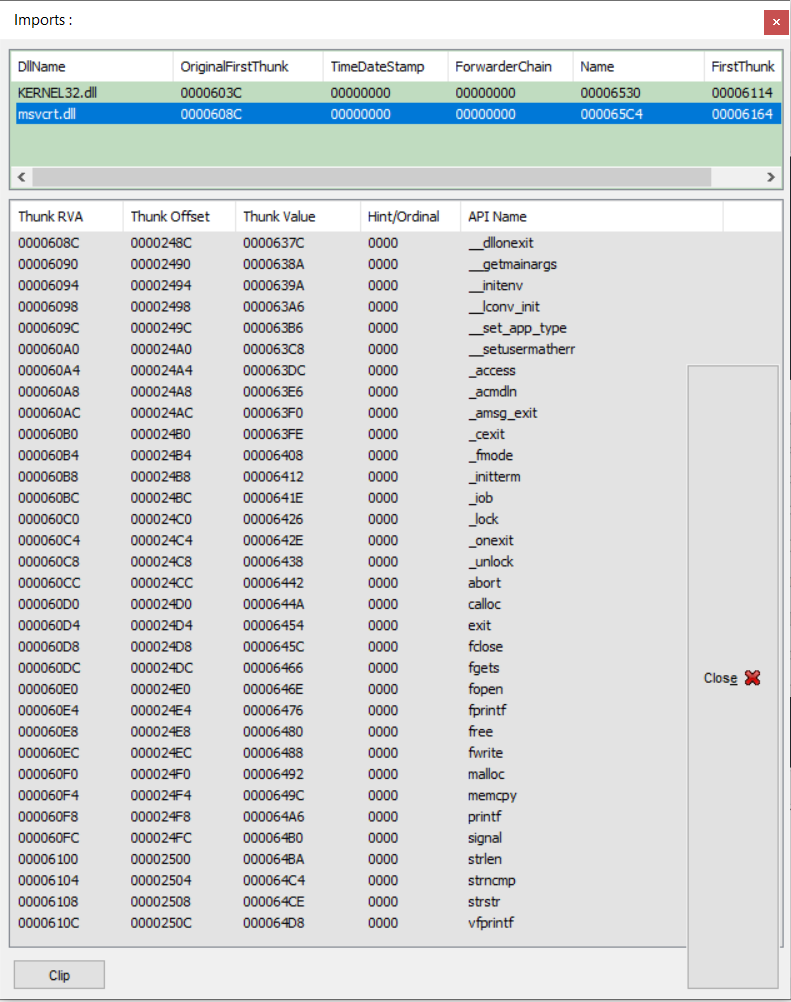 Imports :
DllName OriginalFirstThunk TimeDateStamp ForwarderChain Name FirstThunk
KERNEL32.dll 0000603C 00000000 00000000 00006530 00006114
msvcrt.dll 0000608C 00000000 00000000 000065C4 00006164
Thunk RVA Thunk Offset Thunk Value Hint/Ordinal API Name
0000608C 0000248C 0000637C 0000 __dllonexit
00006090 00002490 0000638A 0000 __getmainargs
00006094 00002494 0000639A 0000 __initenv
00006098 00002498 000063A6 0000 __lconv_init
0000609C 0000249C 000063B6 0000 __set_app_type
000060A0 000024A0 000063C8 0000 __setusermatherr
000060A4 000024A4 000063DC 0000 _access
000060A8 000024A8 000063E6 0000 _acmdln
000060AC 000024AC 000063F0 0000 _amsg_exit
000060B0 000024B0 000063FE 0000 _cexit
000060B4 000024B4 00006408 0000 _fmode
000060B8 000024B8 00006412 0000 _initterm
000060BC 000024BC 0000641E 0000 _iob
000060C0 000024C0 00006426 0000 _lock
000060C4 000024C4 0000642E 0000 _onexit
000060C8 000024C8 00006438 0000 _unlock
000060CC 000024CC 00006442 0000 abort
000060D0 000024D0 0000644A 0000 calloc
000060D4 000024D4 00006454 0000 exit
000060D8 000024D8 0000645C 0000 fclose
000060DC 000024DC 00006466 0000 fgets
000060E0 000024E0 0000646E 0000 fopen
000060E4 000024E4 00006476 0000 fprintf
000060E8 000024E8 00006480 0000 free
000060EC 000024EC 00006488 0000 fwrite
000060F0 000024F0 00006492 0000 malloc
000060F4 000024F4 0000649C 0000 memcpy
000060F8 000024F8 000064A6 0000 printf
000060FC 000024FC 000064B0 0000 signal
00006100 00002500 000064BA 0000 strlen
00006104 00002504 000064C4 0000 strncmp
00006108 00002508 000064CE 0000 strstr
0000610C 0000250C 000064D8 0000 vfprintf
Close
Clip